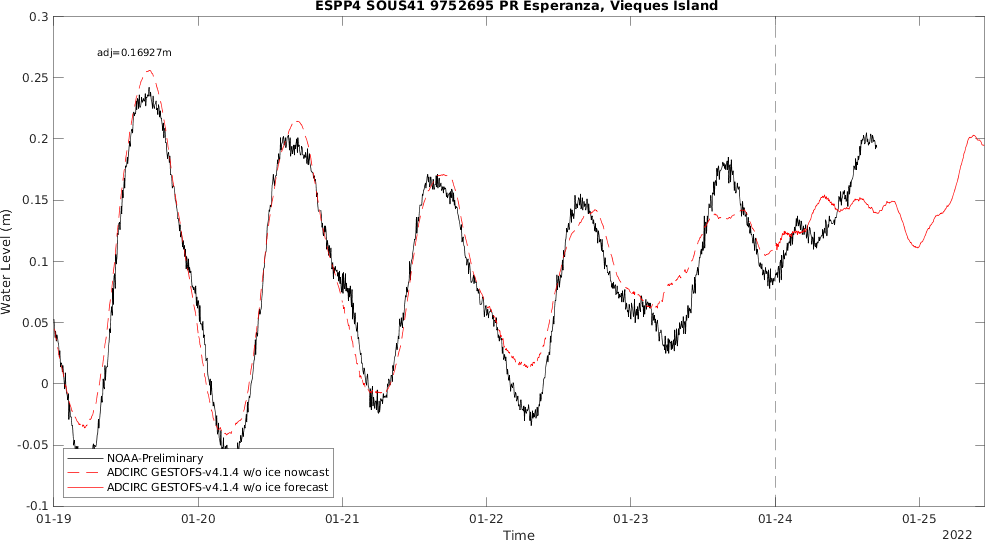 ESPP4 SOUS41 9752695 PR Esperanza, Vieques Island
adj=0.16927m
0.3
0.25
0.2
0.15
0.1
0.05
0
-0.05
-0.1
Water Level (m)
NOAA-Preliminary
ADCIRC GESTOFS-v4.1.4 w/o ice nowcast
ADCIRC GESTOFS-v4.1.4 w/o ice forecast
01-19 01-20 01-21 01-22 01-23 01-24 01-25
Time
2022